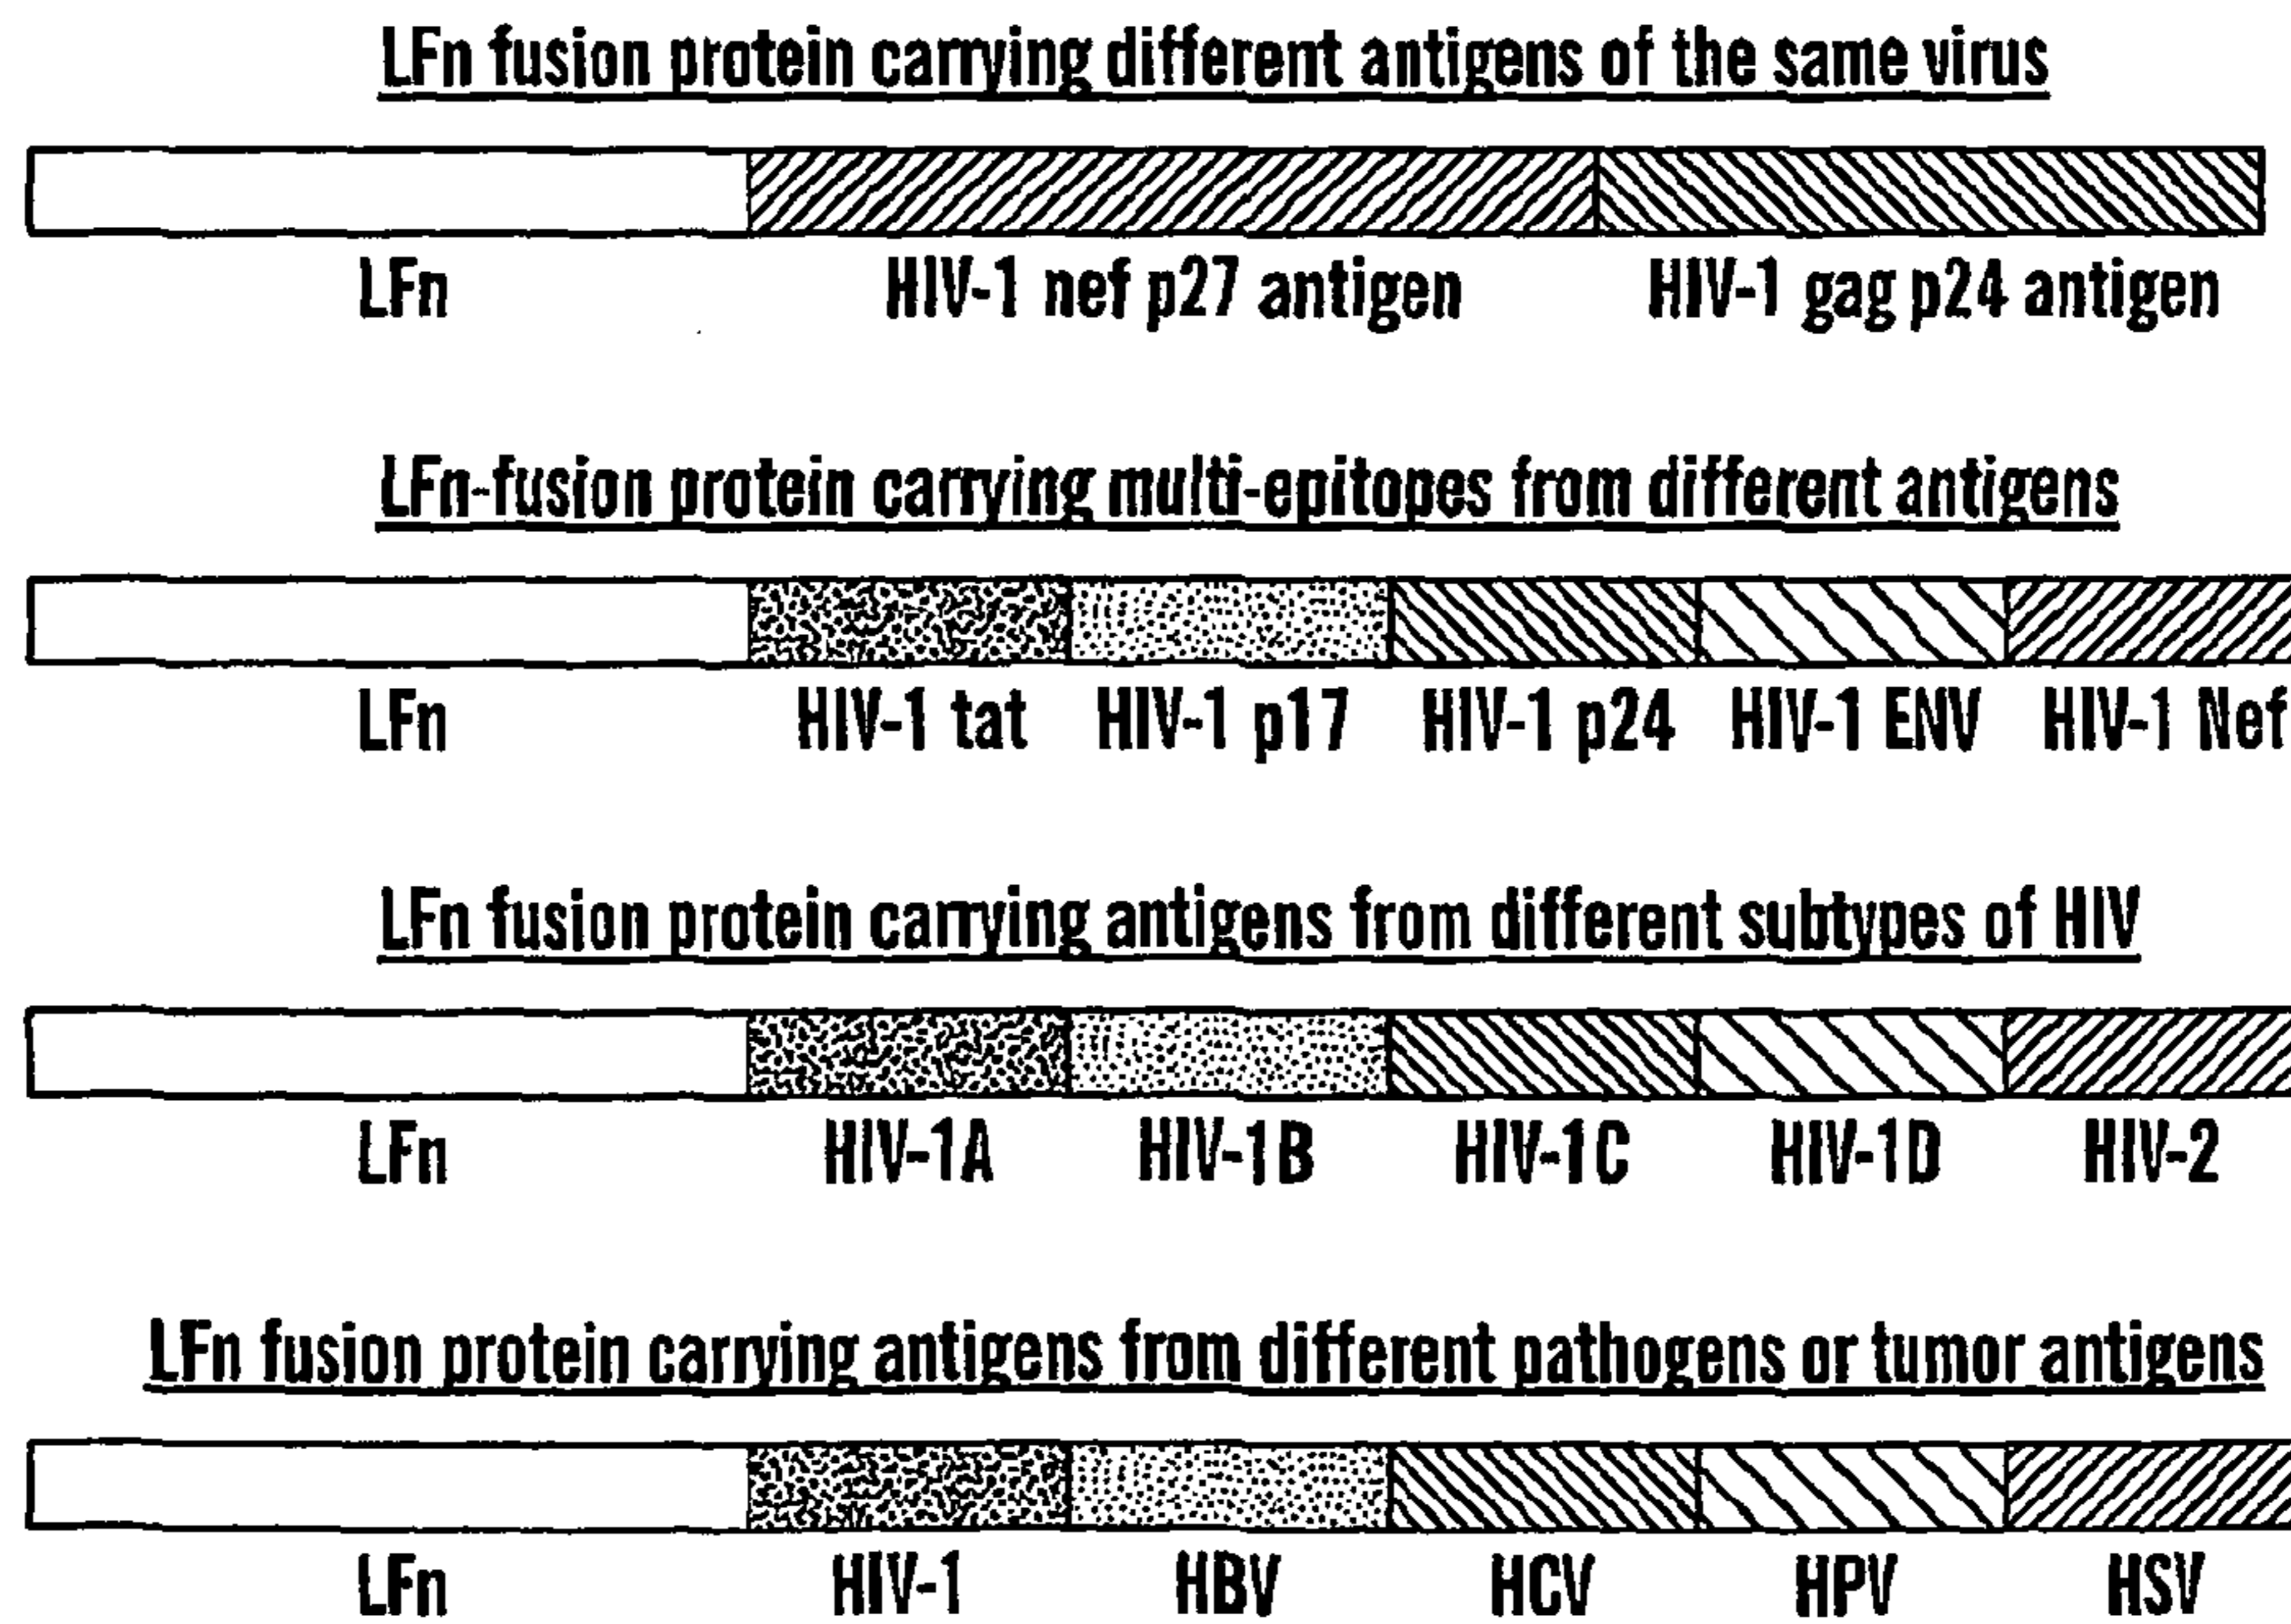 LFn fusion protein carrying different antigens of the same virus
LFn HIV-1 nef p27 antigen HIV-1 gag p24 antigen
LFn-fusion protein carrying multi-epitopes from different antigens
LFn HIV-1 tat HIV-1 p17 HIV-1 p24 HIV-1 ENV HIV-1 Nef
LFn fusion protein carrying antigens from different subtypes of HIV
LFn HIV-1A HIV-1B HIV-1C HIV-1D HIV-2
LFn fusion protein carrying antigens from different pathogens or tumor antigens
LFn HIV-1 HBV HCV HPV HSV